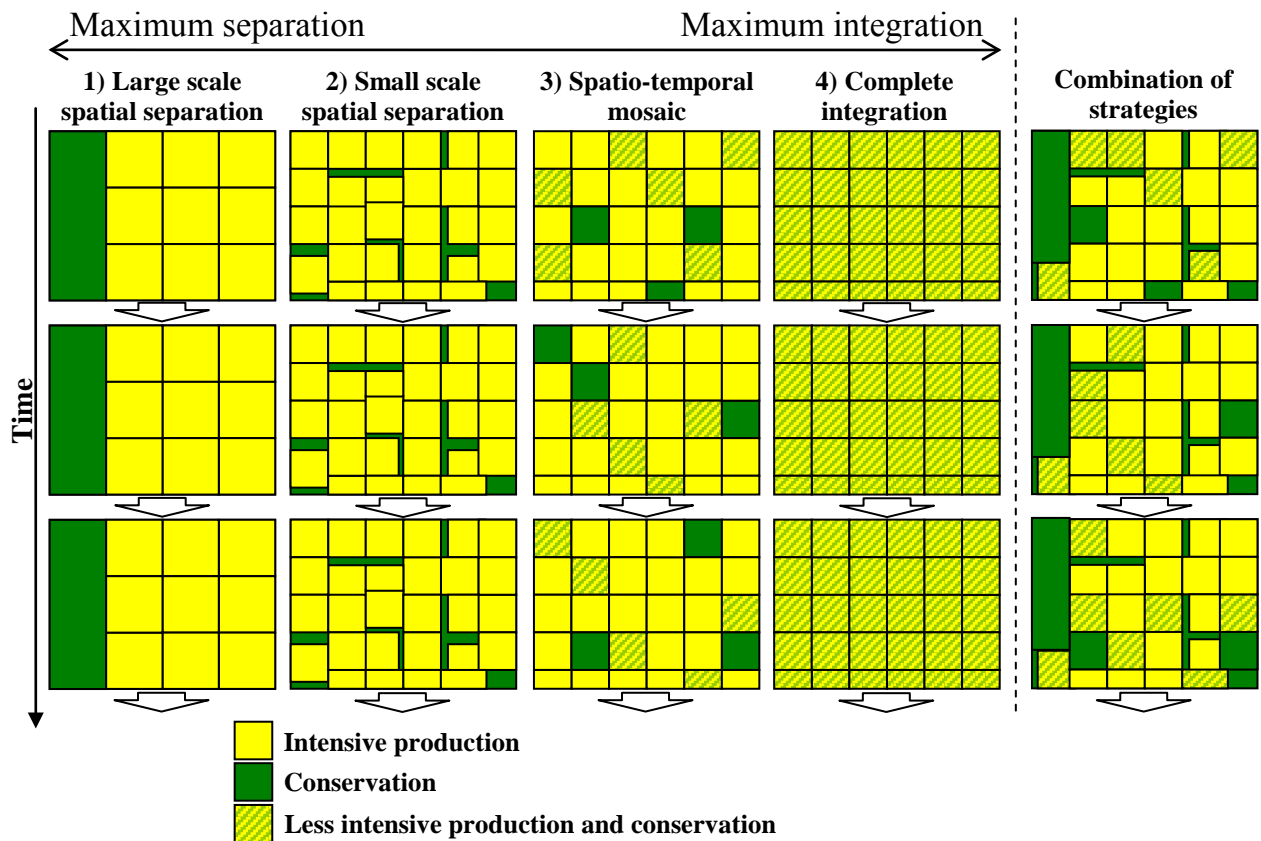 Maximum separation
Maximum integration
1) Large scale
spatial separation
2) Small scale
spatial separation
3) Spatio-temporal
mosaic
4) Complete
integration
Combination of
strategies
Time
Intensive production
Conservation
Less intensive production and conservation